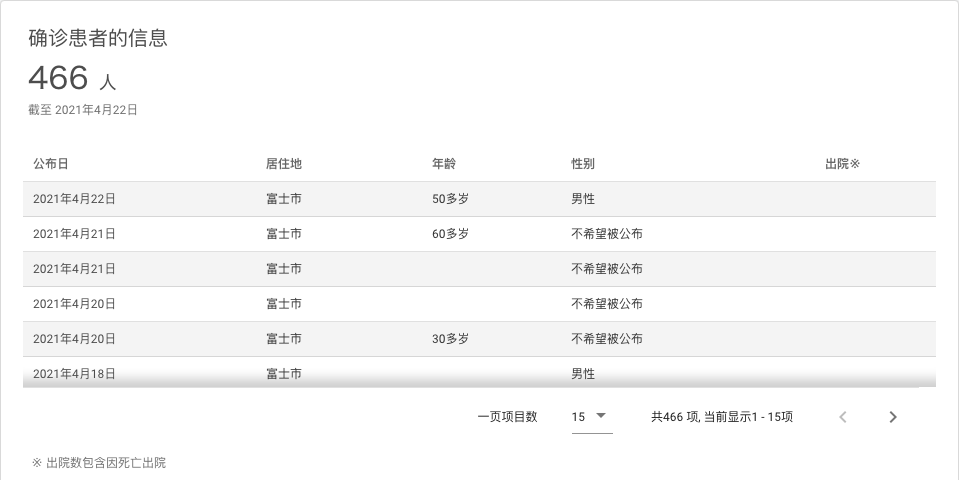 确诊患者的信息
466 人
截至 2021年4月22日
公布日 居住地 年龄 性别 出院※
2021年4月22日 富士市 50多岁 男性
2021年4月21日 富士市 60多岁 不希望被公布
2021年4月21日 富士市 不希望被公布
2021年4月20日 富士市 不希望被公布
2021年4月20日 富士市 30多岁 不希望被公布
2021年4月18日 富士市 男性
一页项目数 15 共466 项, 当前显示1 - 15项
※ 出院数包含因死亡出院